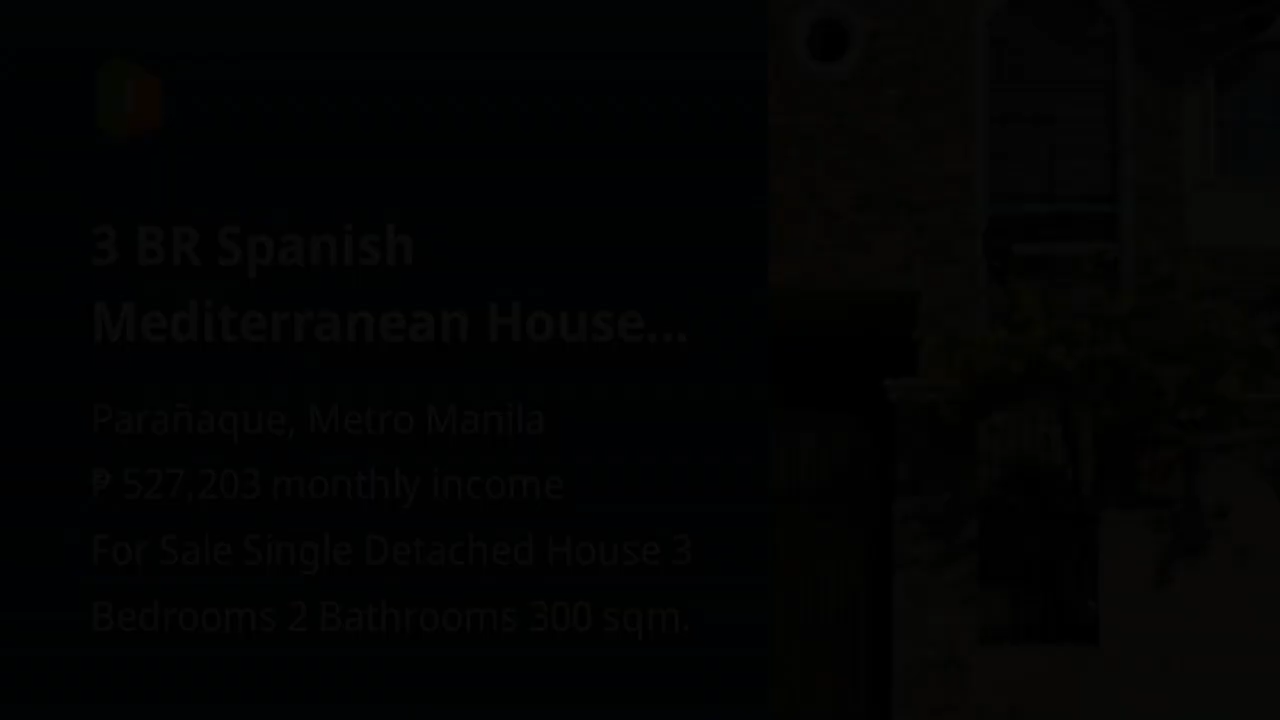 3 BR Spanish
Mediterranean House...
Parañaque, Metro Manila
₱ 527,203 monthly income
For Sale Single Detached House 3
Bedrooms 2 Bathrooms 300 sqm.